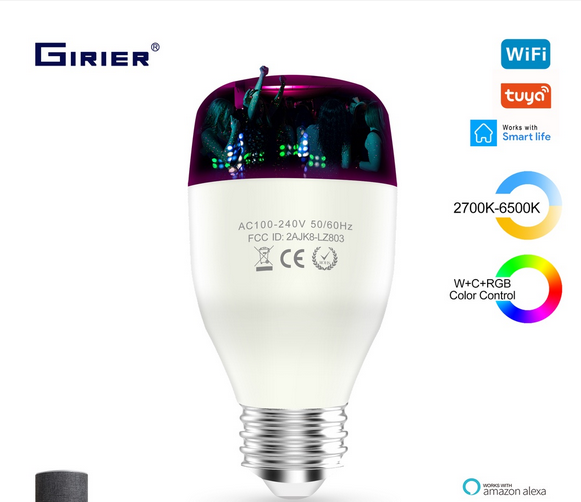 GIRIER®
WiFi
tuya
Works with
Smart life
2700K-6500K
AC100-240V 50/60Hz
FCC ID: 2AJK8-LZ803
CE
W+C+RGB
Color Control
WORKS WITH
amazon alexa